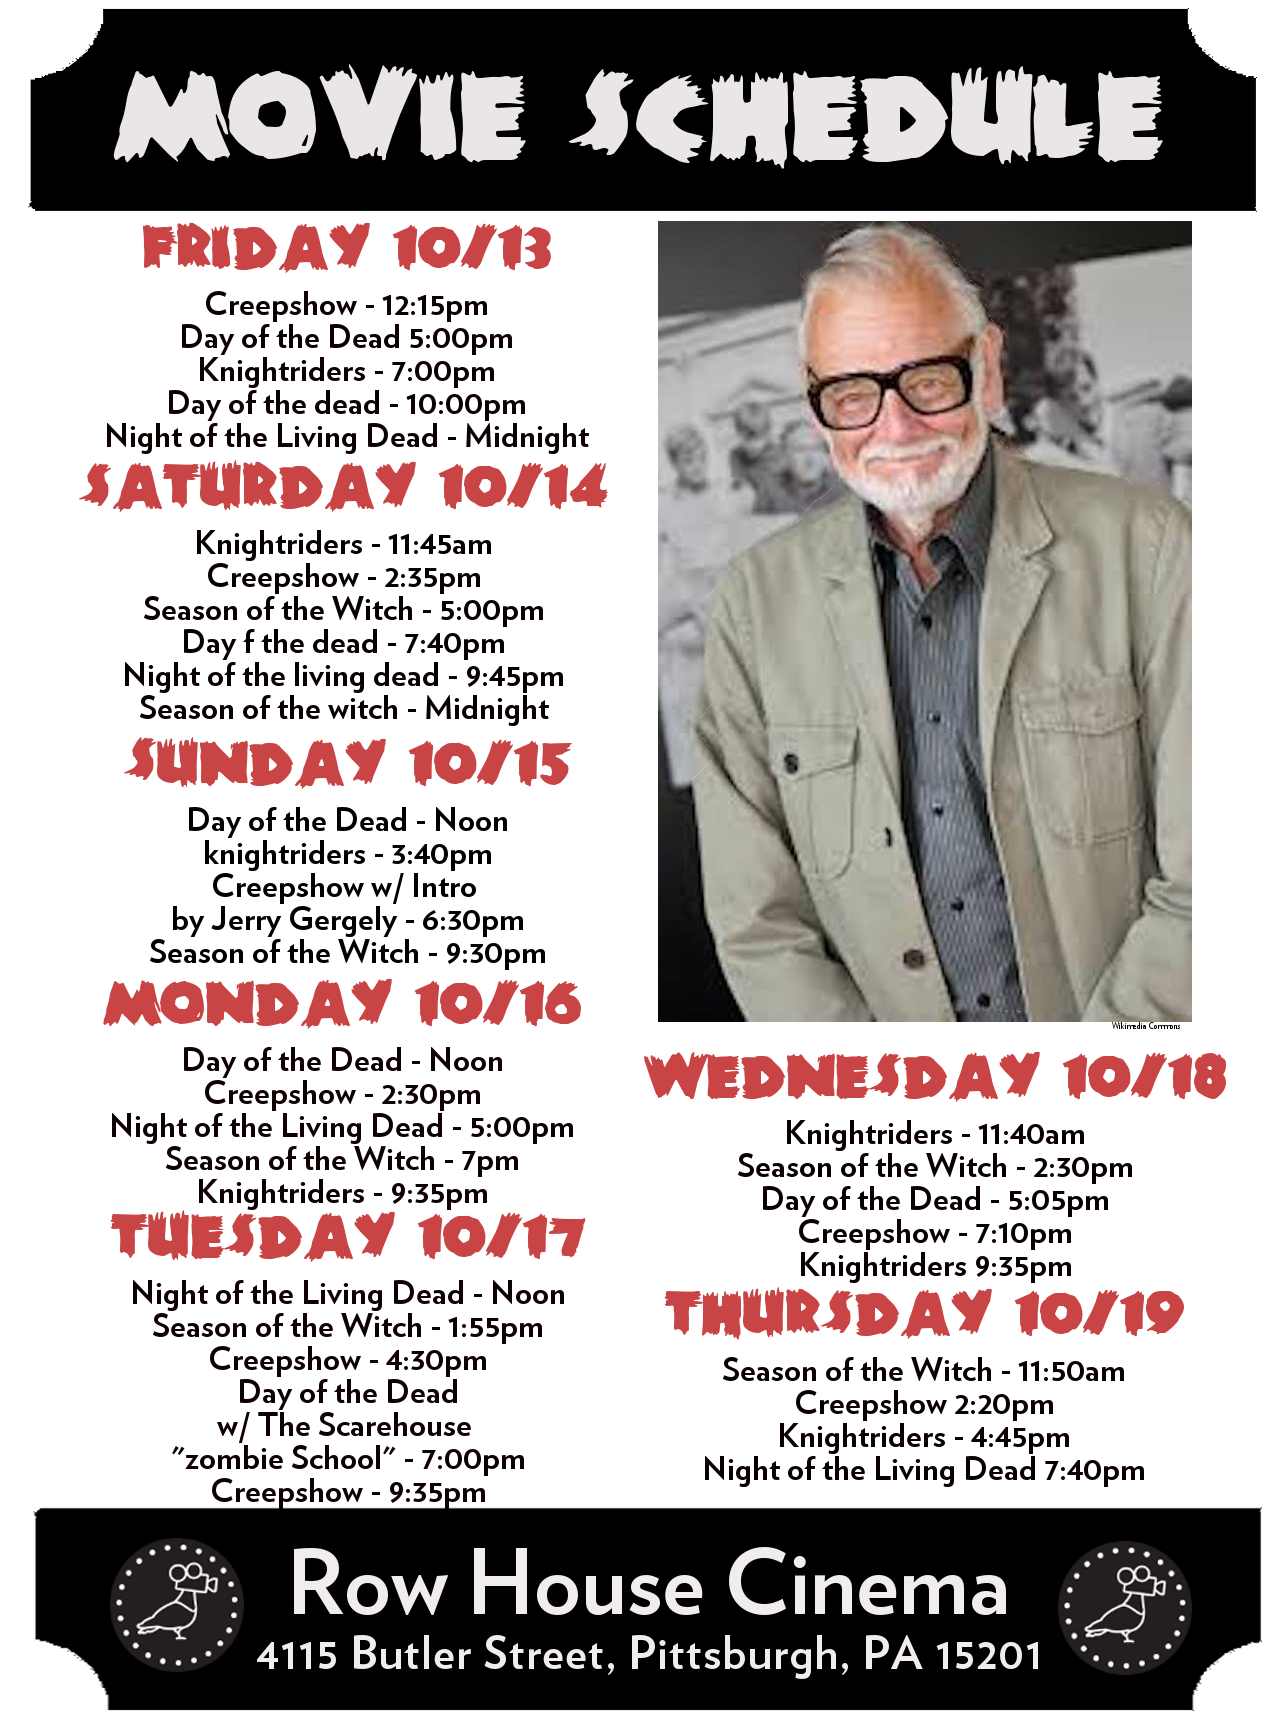 MOVIE SCHEDULE
FRIDAY 10/13
Creepshow - 12:15pm
Day of the Dead 5:00pm
Knightriders - 7:00pm
Day of the dead - 10:00pm
Night of the Living Dead - Midnight
SATURDAY 10/14
Knightriders - 11:45am
Creepshow - 2:35pm
Season of the Witch - 5:00pm
Day f the dead - 7:40pm
Night of the living dead - 9:45pm
Season of the witch - Midnight
SUNDAY 10/15
Day of the Dead - Noon
knightriders - 3:40pm
Creepshow w/ Intro
by Jerry Gergely - 6:30pm
Season of the Witch - 9:30pm
MONDAY 10/16
Day of the Dead - Noon
Creepshow - 2:30pm
Night of the Living Dead - 5:00pm
Season of the Witch - 7pm
Knightriders - 9:35pm
TUESDAY 10/17
Night of the Living Dead - Noon
Season of the Witch - 1:55pm
Creepshow - 4:30pm
Day of the Dead
w/ The Scarehouse
"zombie School" - 7:00pm
Creepshow - 9:35pm
Wikimedia Commons
WEDNESDAY 10/18
Knightriders - 11:40am
Season of the Witch - 2:30pm
Day of the Dead - 5:05pm
Creepshow - 7:10pm
Knightriders 9:35pm
THURSDAY 10/19
Season of the Witch - 11:50am
Creepshow 2:20pm
Knightriders - 4:45pm
Night of the Living Dead 7:40pm
Row House Cinema
4115 Butler Street, Pittsburgh, PA 15201